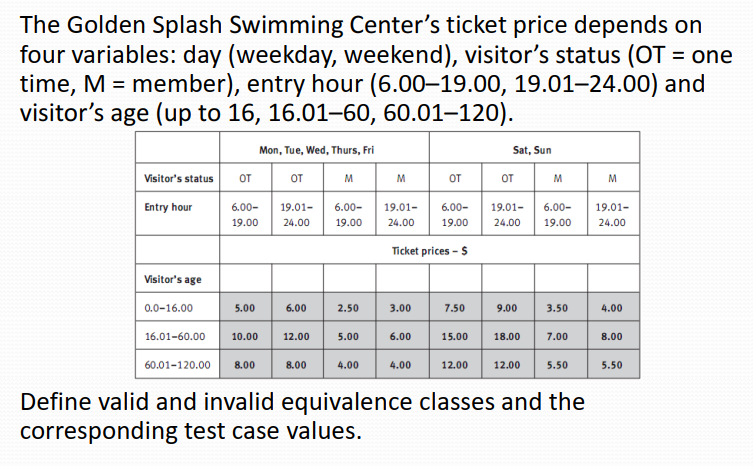 The Golden Splash Swimming Center’s ticket price depends on
four variables: day (weekday, weekend), visitor’s status (OT = one
time, M = member), entry hour (6.00–19.00, 19.01–24.00) and
visitor’s age (up to 16, 16.01–60, 60.01–120).
Mon, Tue, Wed, Thurs, Fri Sat, Sun
Visitor's status OT OT M M OT OT M M
Entry hour 6.00– 19.01– 6.00– 19.01– 6.00– 19.01– 6.00– 19.01–
19.00 24.00 19.00 24.00 19.00 24.00 19.00 24.00
Ticket prices – $
Visitor's age
0.0–16.00 5.00 6.00 2.50 3.00 7.50 9.00 3.50 4.00
16.01–60.00 10.00 12.00 5.00 6.00 15.00 18.00 7.00 8.00
60.01–120.00 8.00 8.00 4.00 4.00 12.00 12.00 5.50 5.50
Define valid and invalid equivalence classes and the
corresponding test case values.